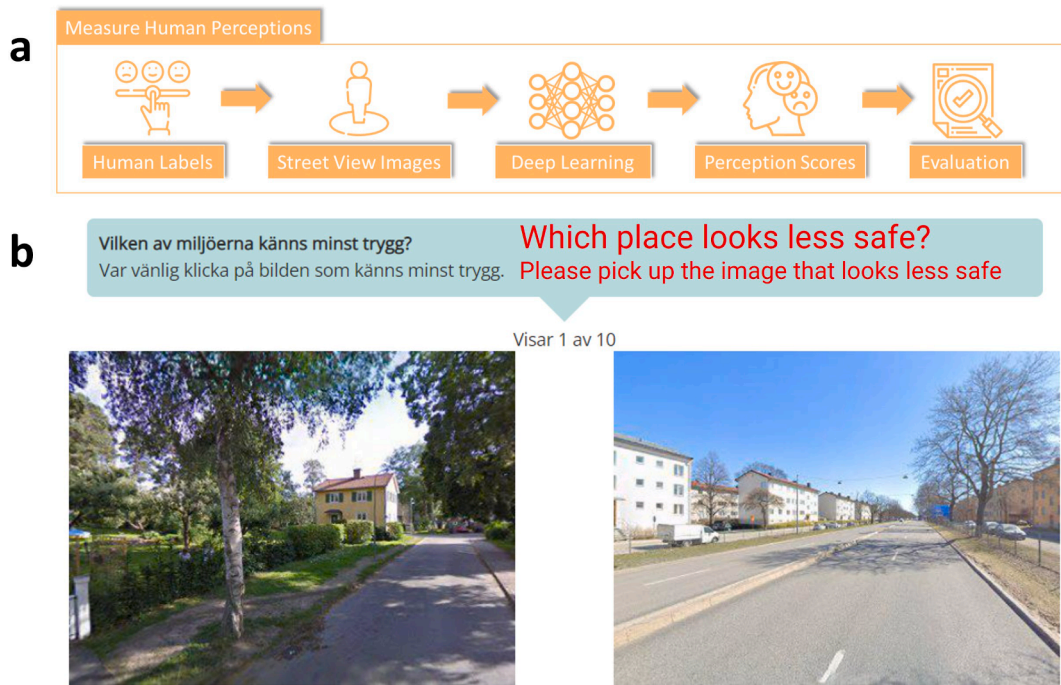 a
Measure Human Perceptions
Human Labels
Street View Images
Deep Learning
Perception Scores
Evaluation
b
Vilken av miljöerna känns minst trygg?
Var vänlig klicka på bilden som känns minst trygg.
Which place looks less safe?
Please pick up the image that looks less safe
Visar 1 av 10